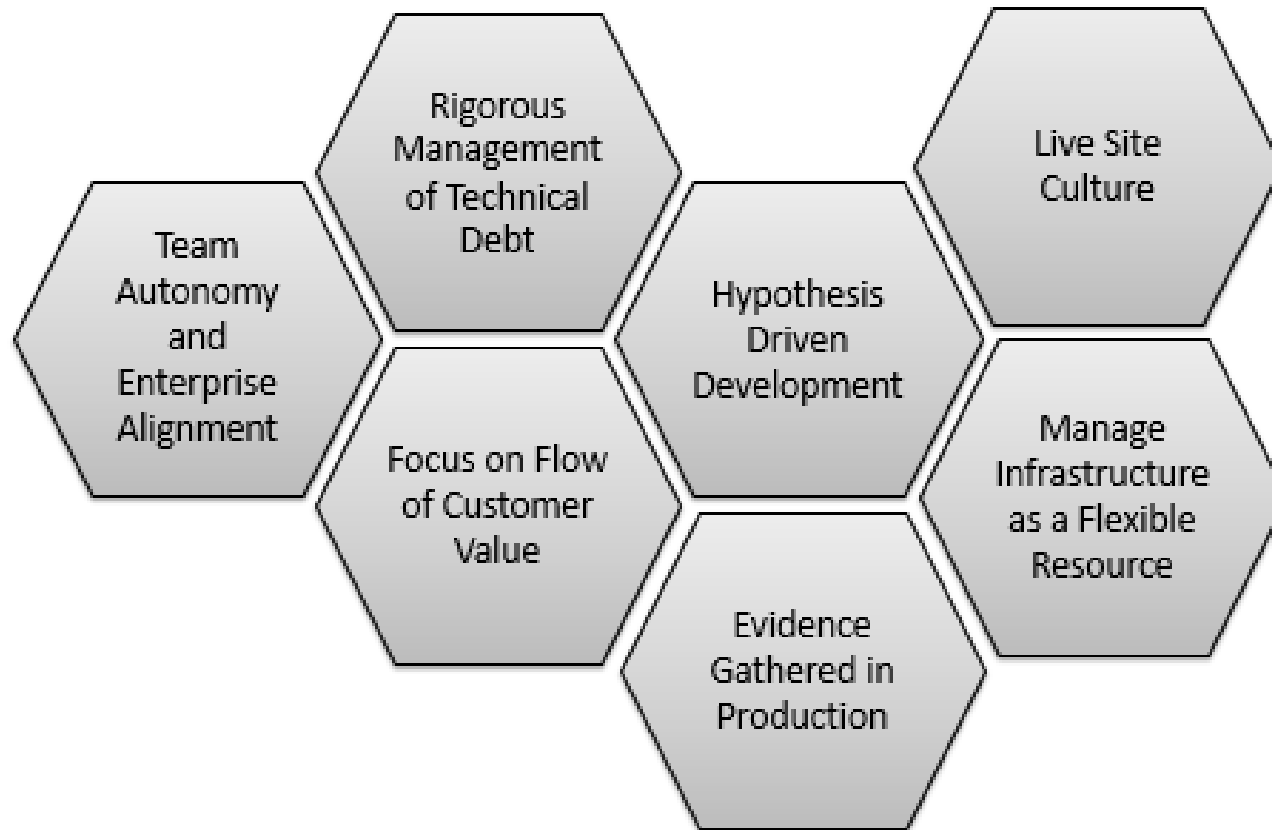 Team
Autonomy
and
Enterprise
Alignment
Rigorous
Management
of Technical
Debt
Focus on Flow
of Customer
Value
Hypothesis
Driven
Development
Evidence
Gathered in
Production
Live Site
Culture
Manage
Infrastructure
as a Flexible
Resource